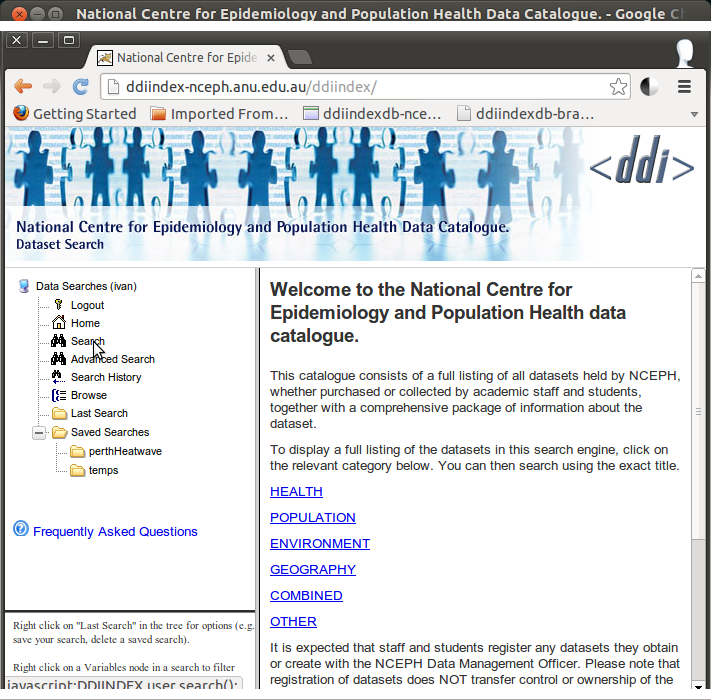 National Centre for Epidemiology and Population Health Data Catalogue. - Google Ch
National Centre for Epide
ddiindex-nceph.anu.edu.au/ddiindex/
Getting Started
Imported From...
ddiindexdb-nce...
ddiindexdb-bra...
<ddi>
National Centre for Epidemiology and Population Health Data Catalogue.
Dataset Search
Data Searches (ivan)
Logout
Home
Search
Advanced Search
Search History
Browse
Last Search
Saved Searches
perthHeatwave
temps
Frequently Asked Questions
Right click on "Last Search" in the tree for options (e.g.
save your search, delete a saved search).
Right click on a Variables node in a search to filter
javascript:DDIINDEX.user.search();
Welcome to the National Centre for
Epidemiology and Population Health data
catalogue.
This catalogue consists of a full listing of all datasets held by NCEPH,
whether purchased or collected by academic staff and students,
together with a comprehensive package of information about the
dataset.
To display a full listing of the datasets in this search engine, click on
the relevant category below. You can then search using the exact title.
HEALTH
POPULATION
ENVIRONMENT
GEOGRAPHY
COMBINED
OTHER
It is expected that staff and students register any datasets they obtain
or create with the NCEPH Data Management Officer. Please note that
registration of datasets does NOT transfer control or ownership of the